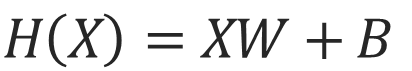 H(X) = XW + B